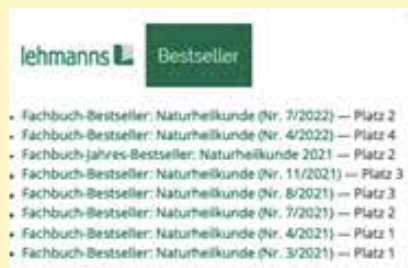 lehmanns Bestseller
Fachbuch-Bestseller: Naturheilkunde (Nr. 7/2022) — Platz 2
Fachbuch-Bestseller: Naturheilkunde (Nr. 4/2022) — Platz 4
Fachbuch-Jahres-Bestseller: Naturheilkunde 2021 — Platz 2
Fachbuch-Bestseller: Naturheilkunde (Nr. 11/2021) — Platz 3
Fachbuch-Bestseller: Naturheilkunde (Nr. 8/2021) — Platz 3
Fachbuch-Bestseller: Naturheilkunde (Nr. 7/2021) — Platz 2
Fachbuch-Bestseller: Naturheilkunde (Nr. 4/2021) — Platz 1
Fachbuch-Bestseller: Naturheilkunde (Nr. 3/2021) — Platz 1